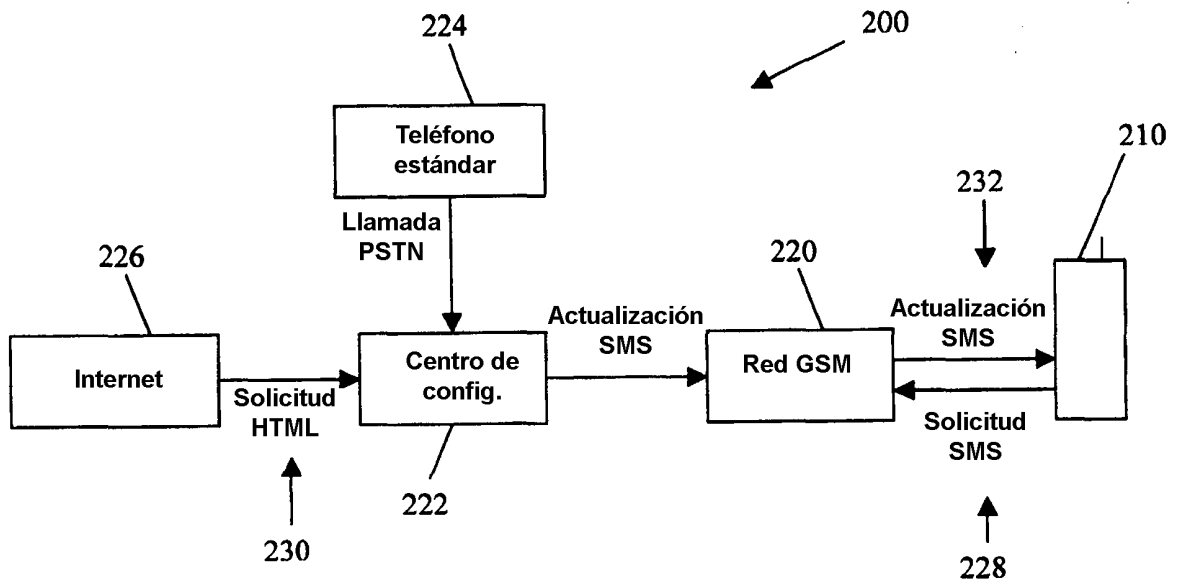 224
200
Teléfono
estándar
210
232
Llamada
PSTN
226
220
Actualización
SMS
Actualización
SMS
Internet
Centro de
config.
Red GSM
Solicitud
HTML
Solicitud
SMS
222
230
228